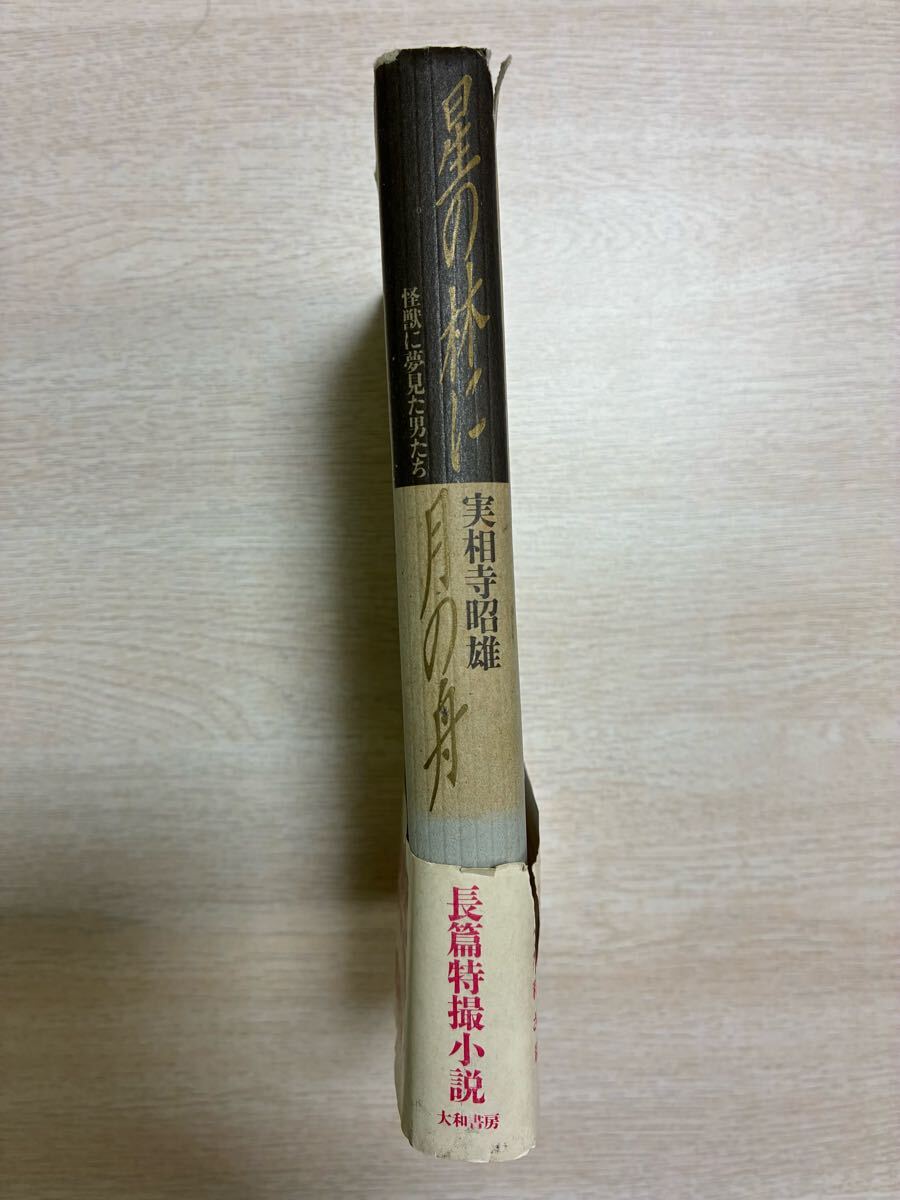 星の林に
月の舟
怪獣に夢見た男たち
実相寺昭雄
長篇特撮小説
大和書房